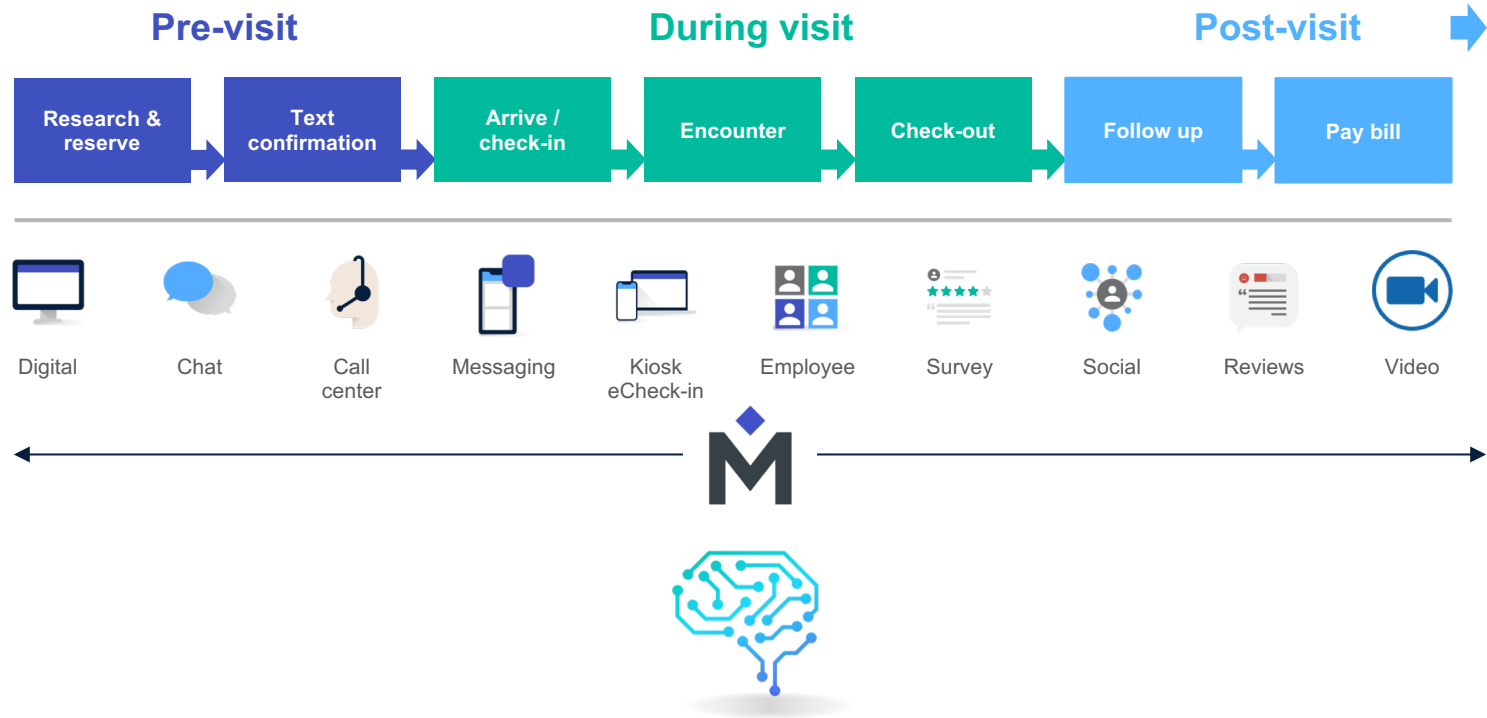 Pre-visit
During visit
Post-visit
Research &
reserve
Text
confirmation
Arrive /
check-in
Encounter
Check-out
Follow up
Pay bill
Digital
Chat
Call
center
Messaging
Kiosk
eCheck-in
Employee
Survey
Social
Reviews
Video
M